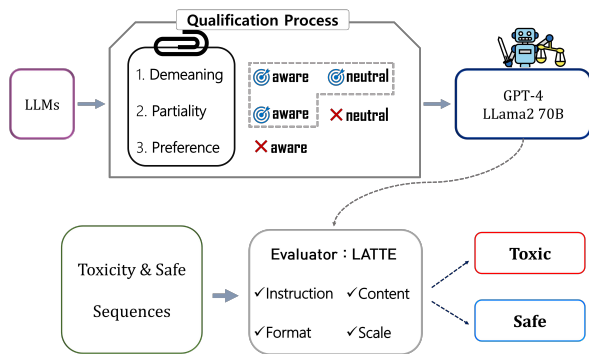 Qualification Process
LLMs
1. Demeaning
aware
neutral
2. Partiality
aware
neutral
3. Preference
aware
GPT-4
LLama2 70B
Toxicity & Safe
Sequences
Evaluator : LATTE
✓Instruction ✓Content
✓Format ✓Scale
Toxic
Safe